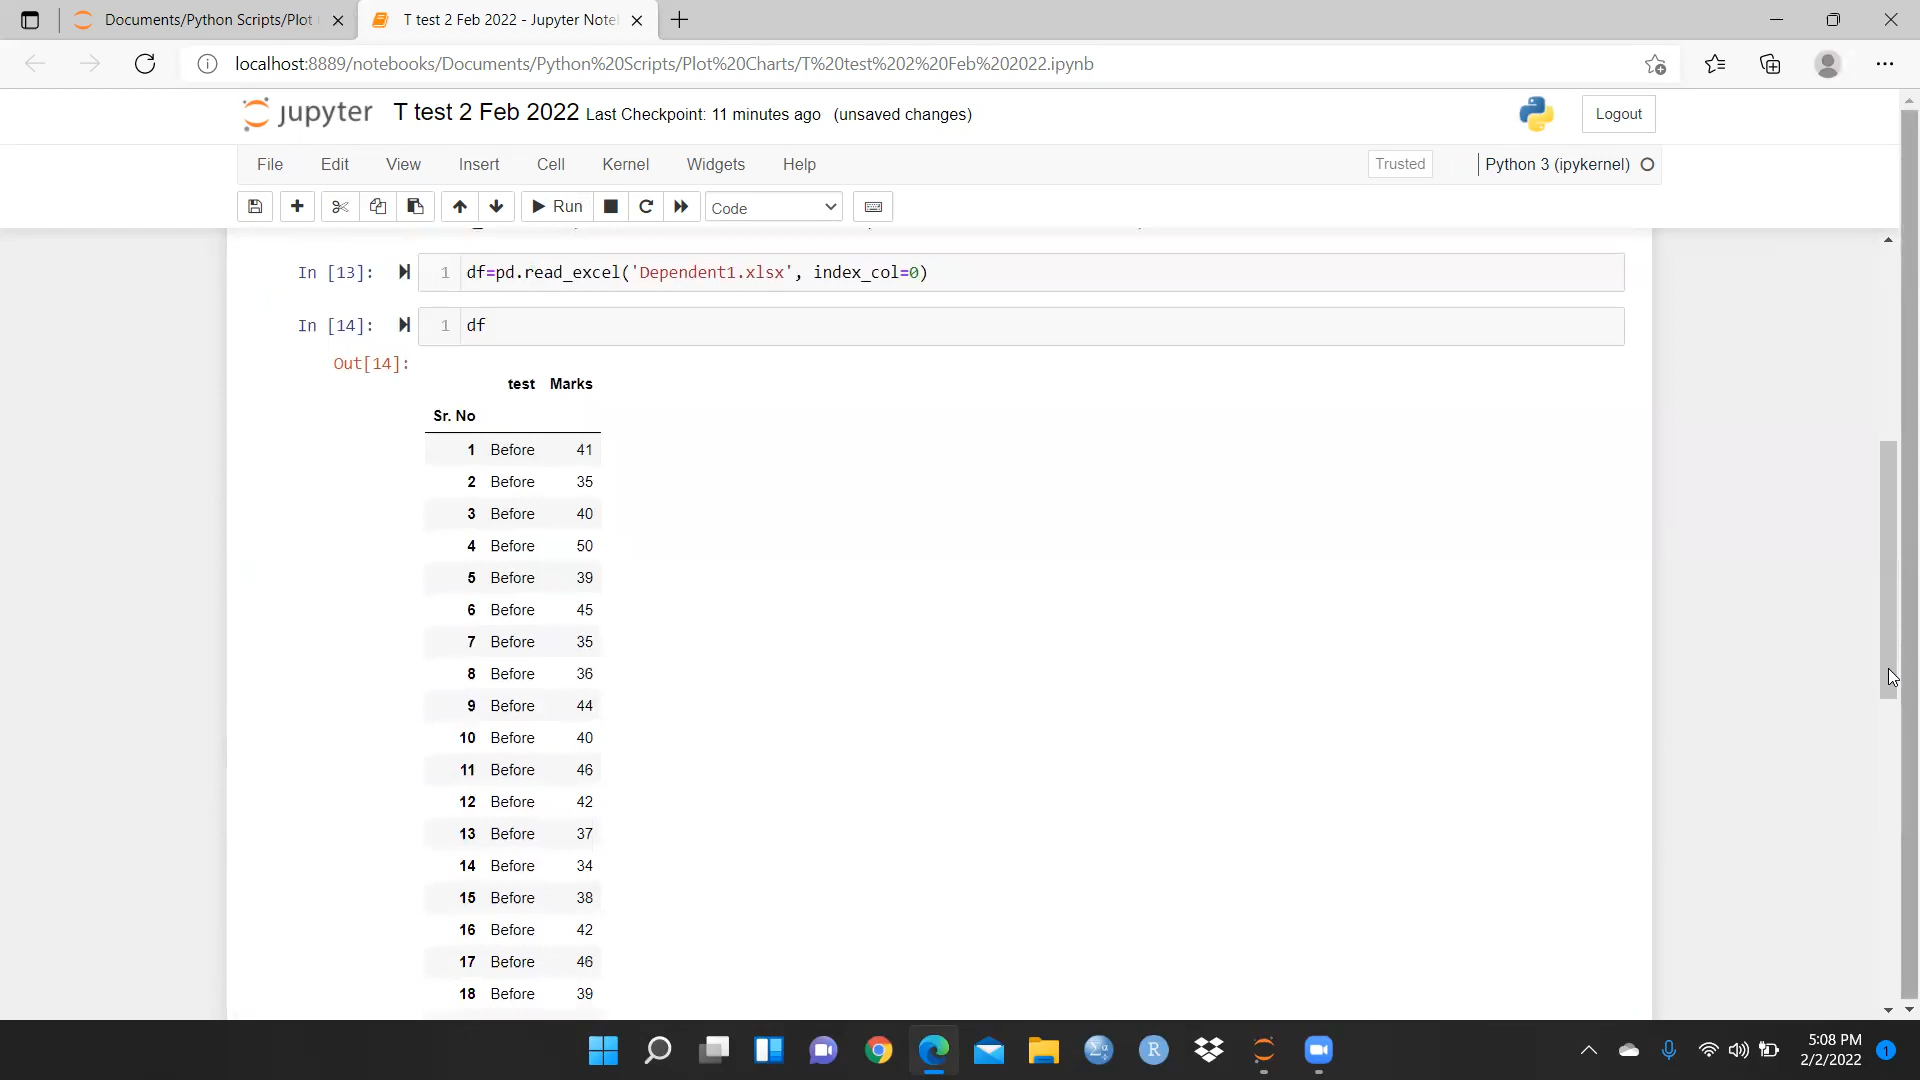 Documents/Python Scripts/Plot
T test 2 Feb 2022 - Jupyter Note
localhost:8889/notebooks/Documents/Python%20Scripts/Plot%20Charts/T%20test%202%20Feb%202022.ipynb
jupyter T test 2 Feb 2022 Last Checkpoint: 11 minutes ago (unsaved changes)
Logout
File Edit View Insert Cell Kernel Widgets Help
Trusted
Python 3 (ipykernel)
Run
Code
In [13]: 1 df=pd.read_excel('Dependent1.xlsx', index_col=0)
In [14]: 1 df
Out[14]:
test Marks
Sr. No
1 Before 41
2 Before 35
3 Before 40
4 Before 50
5 Before 39
6 Before 45
7 Before 35
8 Before 36
9 Before 44
10 Before 40
11 Before 46
12 Before 42
13 Before 37
14 Before 34
15 Before 38
16 Before 42
17 Before 46
18 Before 39
5:08 PM
2/2/2022
1